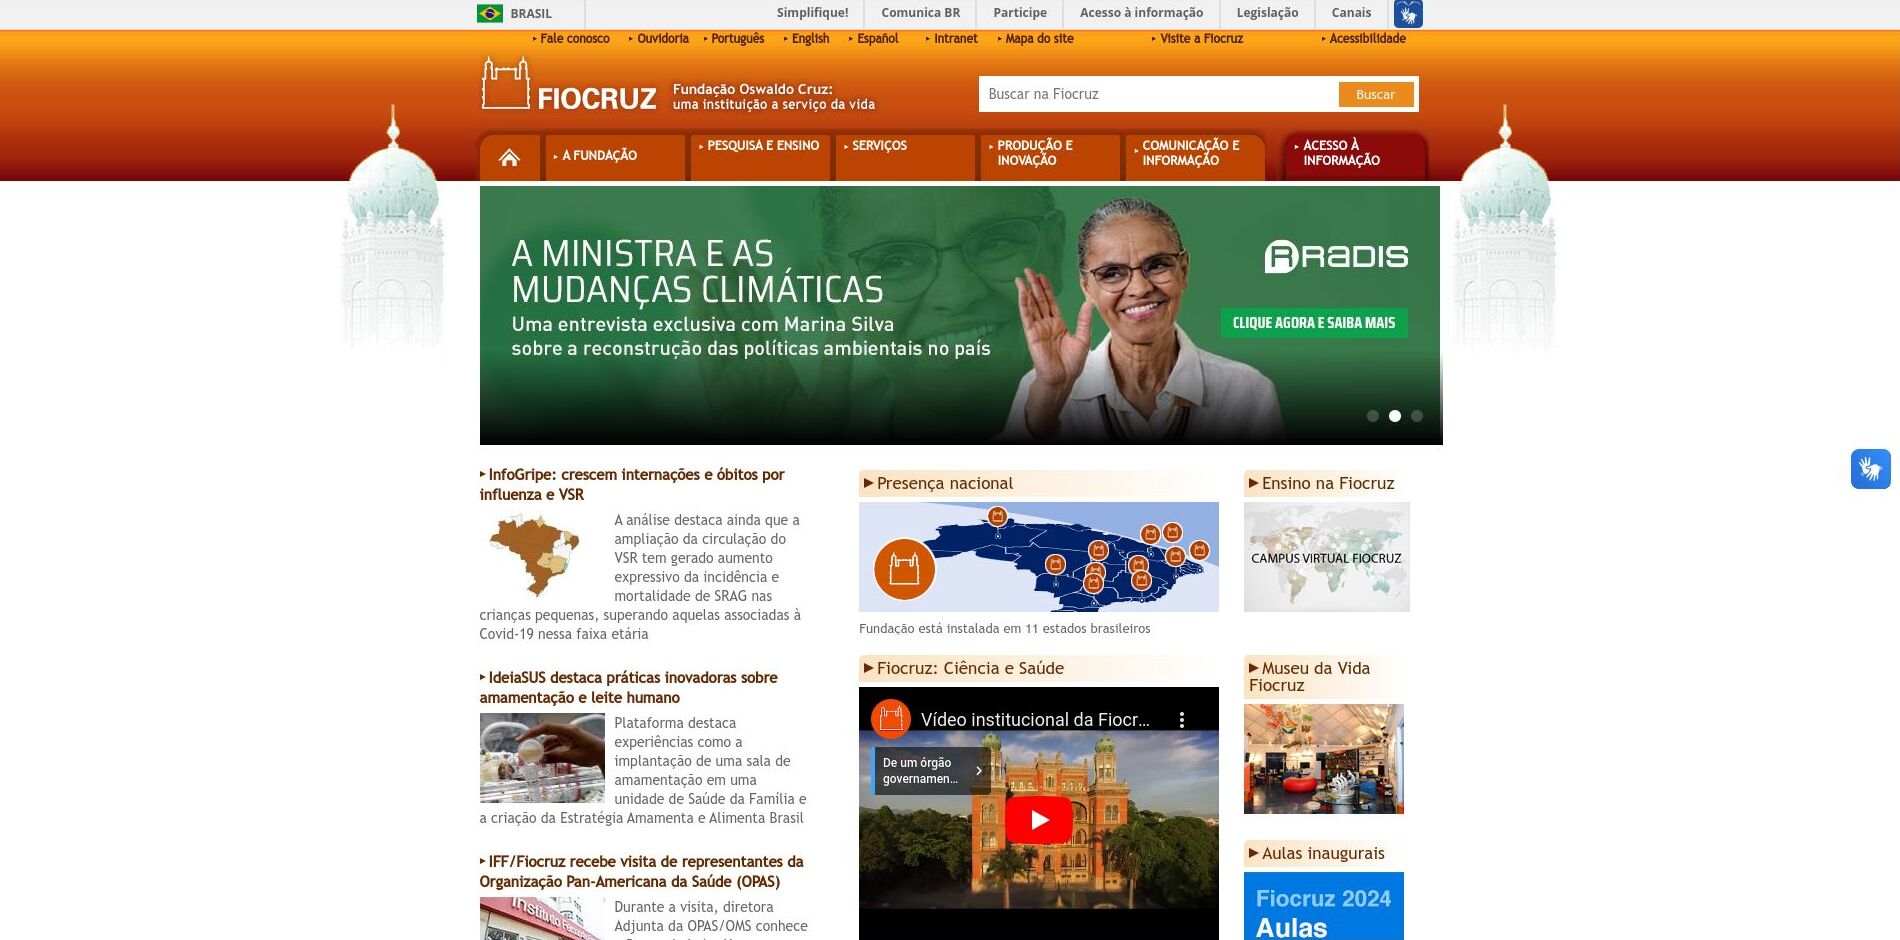 BRASIL
Simplifique!
Comunica BR
Participe
Acesso à informação
Legislação
Canais
Fale conosco
Ouvidoria
Português
English
Español
Intranet
Mapa do site
Visite a Fiocruz
Acessibilidade
FIOCRUZ
Fundação Oswaldo Cruz:
uma instituição a serviço da vida
Buscar na Fiocruz
Buscar
A FUNDAÇÃO
PESQUISA E ENSINO
SERVIÇOS
PRODUÇÃO E
INOVAÇÃO
COMUNICAÇÃO E
INFORMAÇÃO
ACESSO À
INFORMAÇÃO
A MINISTRA E AS
MUDANÇAS CLIMÁTICAS
Uma entrevista exclusiva com Marina Silva
sobre a reconstrução das políticas ambientais no país
RADIS
CLIQUE AGORA E SAIBA MAIS
InfoGripe: crescem internações e óbitos por
influenza e VSR
A análise destaca ainda que a
ampliação da circulação do
VSR tem gerado aumento
expressivo da incidência e
mortalidade de SRAG nas
crianças pequenas, superando aquelas associadas à
Covid-19 nessa faixa etária
IdeiaSUS destaca práticas inovadoras sobre
amamentação e leite humano
Plataforma destaca
experiências como a
implantação de uma sala de
amamentação em uma
unidade de Saúde da Família e
a criação da Estratégia Amamenta e Alimenta Brasil
IFF/Fiocruz recebe visita de representantes da
Organização Pan-Americana da Saúde (OPAS)
Instituto
Durante a visita, diretora
Adjunta da OPAS/OMS conhece
Presença nacional
Fundação está instalada em 11 estados brasileiros
Fiocruz: Ciência e Saúde
Vídeo institucional da Fiocr...
De um órgão
governamen...
Ensino na Fiocruz
CAMPUS VIRTUAL FIOCRUZ
Museu da Vida
Fiocruz
Aulas inaugurais
Fiocruz 2024
Aulas